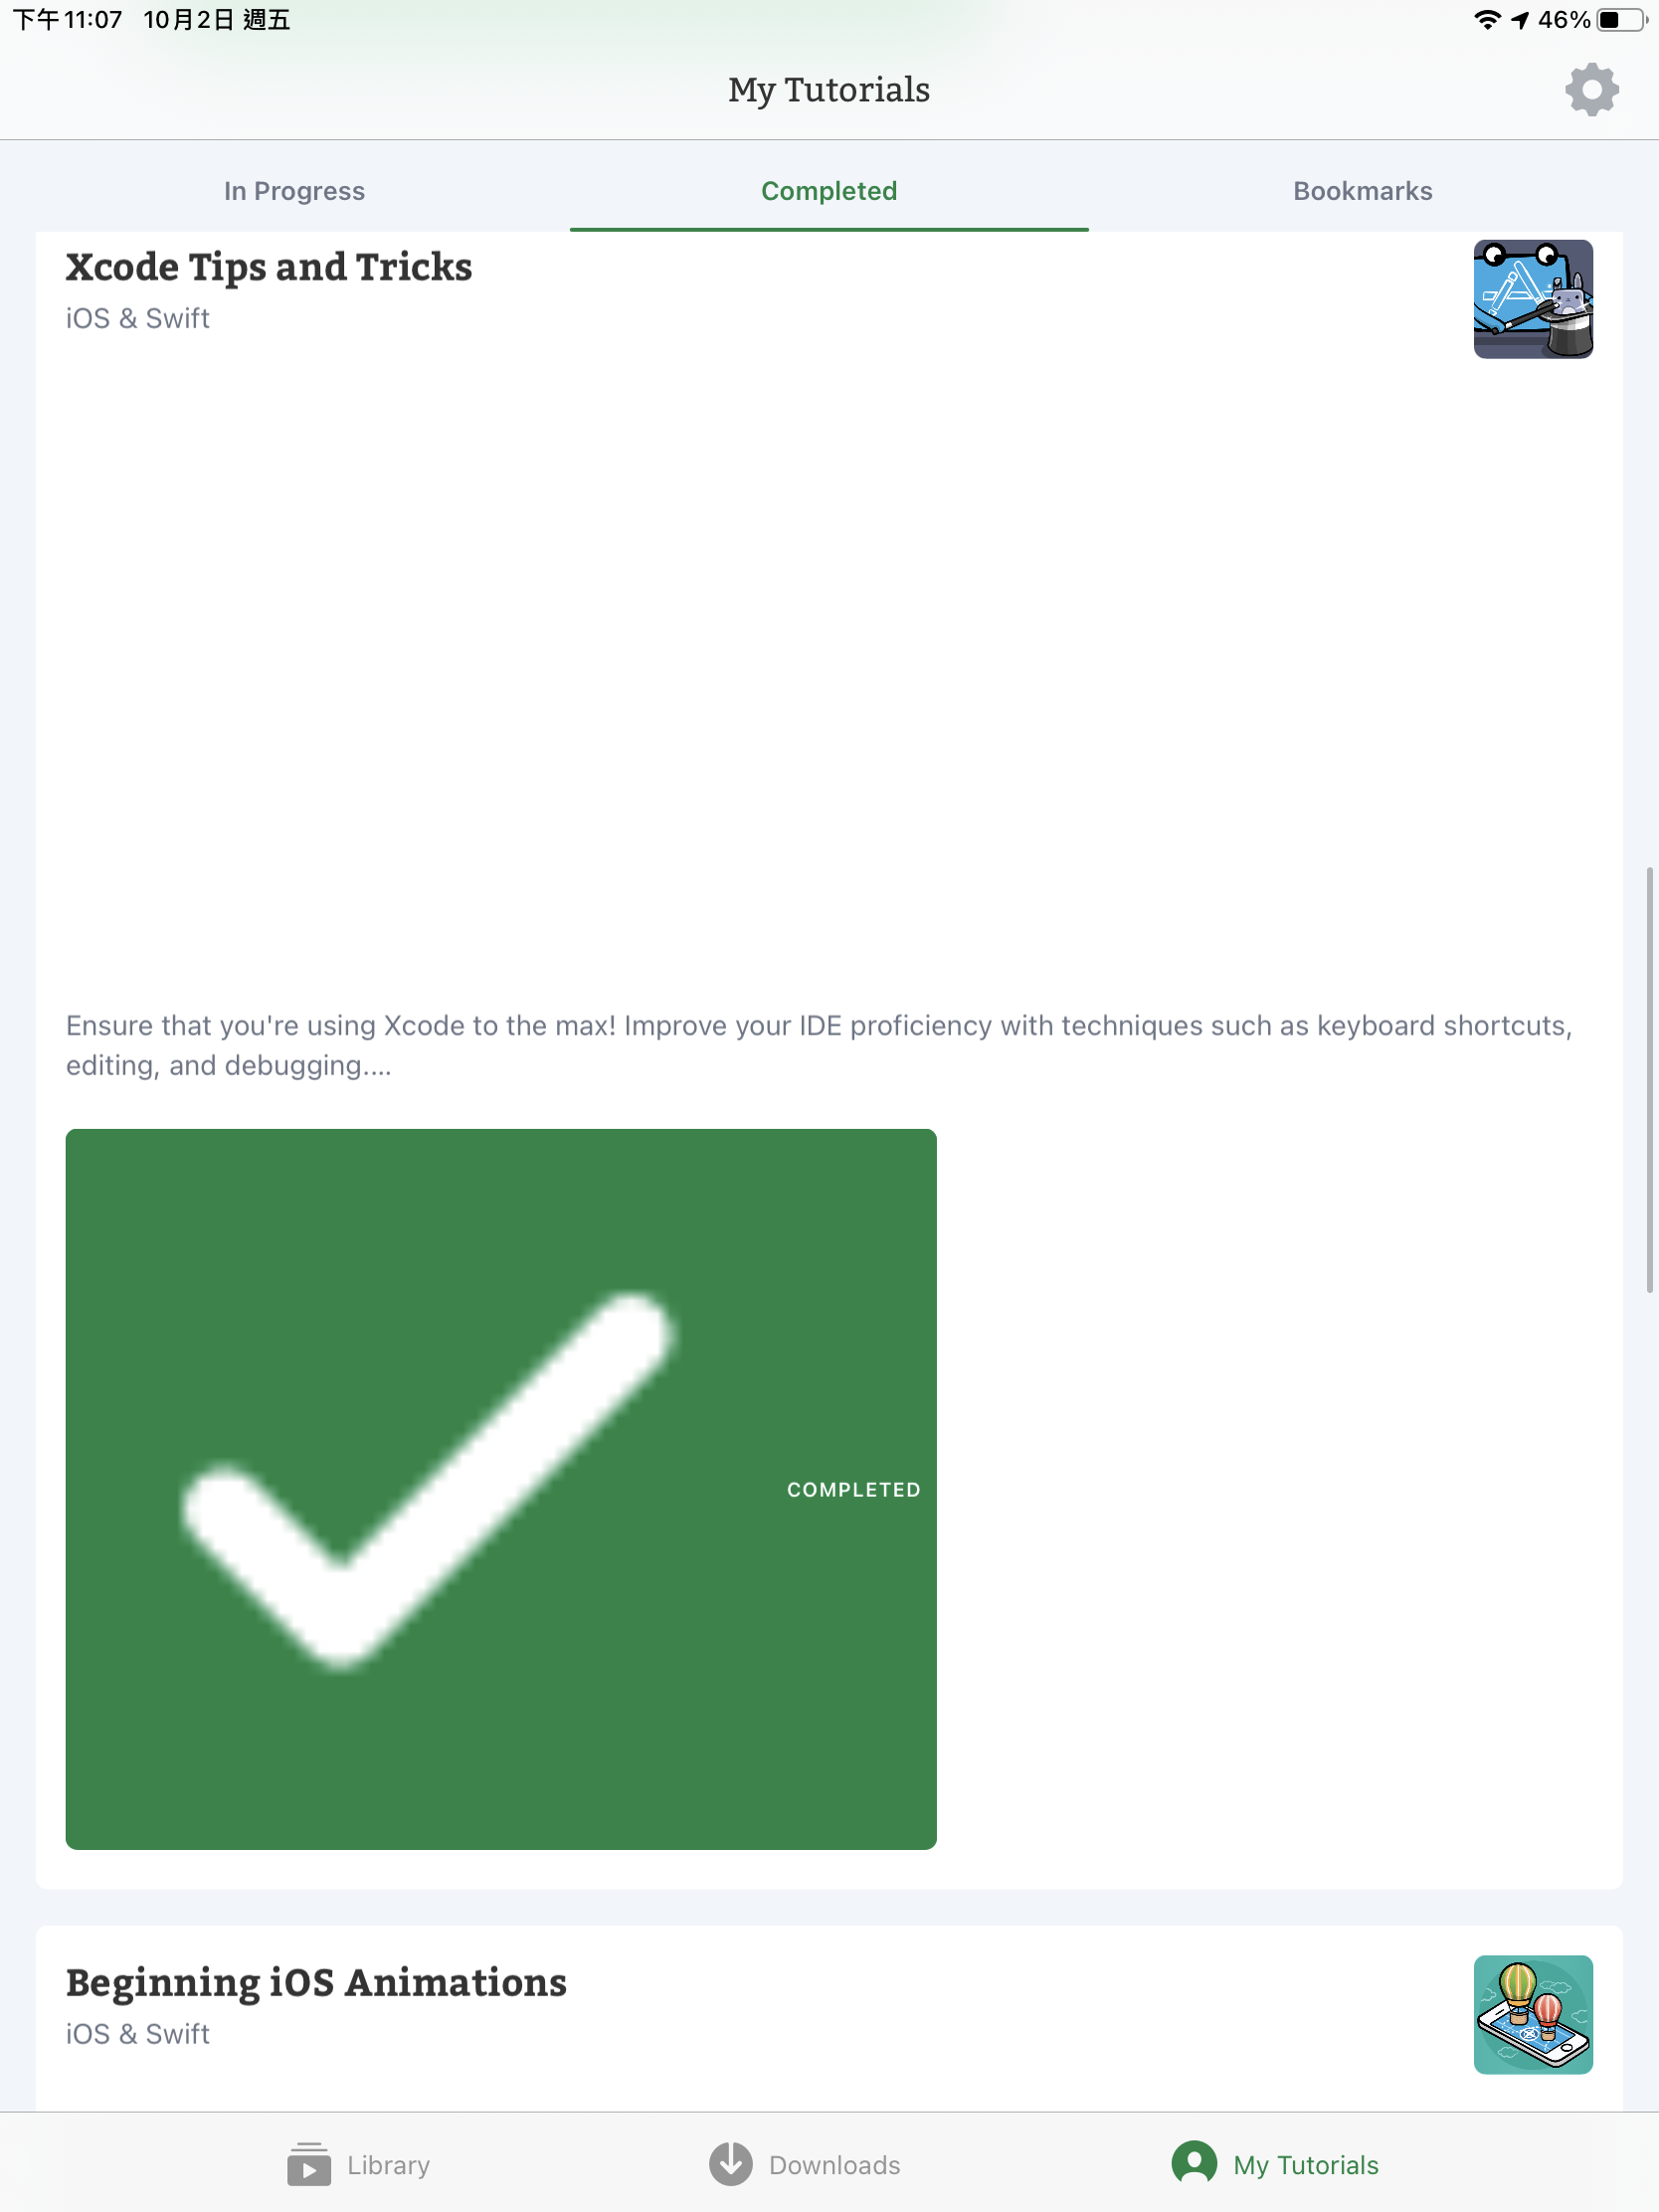 下午11:07 10月2日 週五
46%
My Tutorials
In Progress
Completed
Bookmarks
Xcode Tips and Tricks
iOS & Swift
Ensure that you're using Xcode to the max! Improve your IDE proficiency with techniques such as keyboard shortcuts,
editing, and debugging....
COMPLETED
Beginning iOS Animations
iOS & Swift
Library
Downloads
My Tutorials